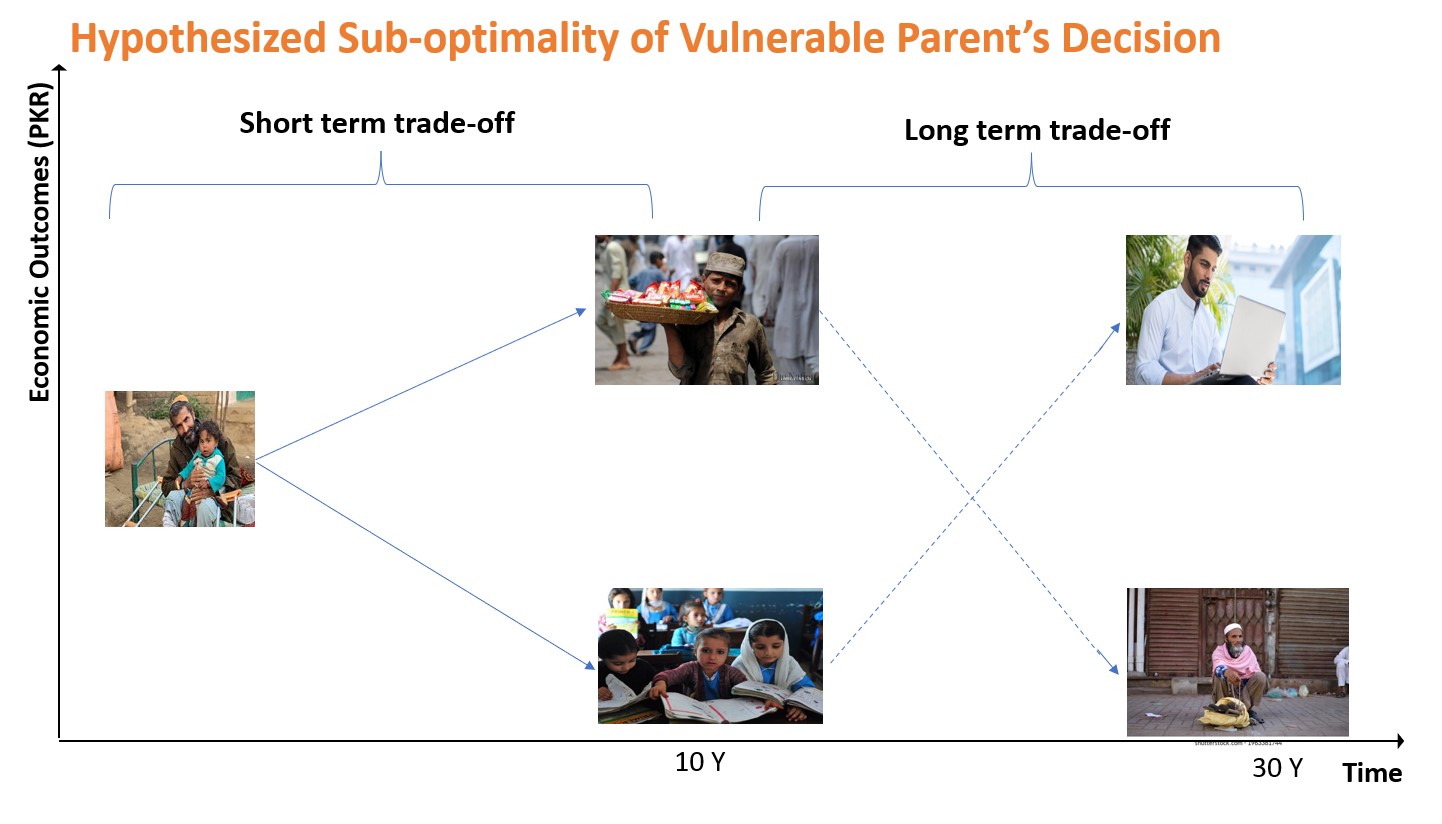 Hypothesized Sub-optimality of Vulnerable Parent's Decision
Economic Outcomes (PKR)
Short term trade-off
Long term trade-off
shutterstock.com · 1963361744
10 Y
30 Y
Time